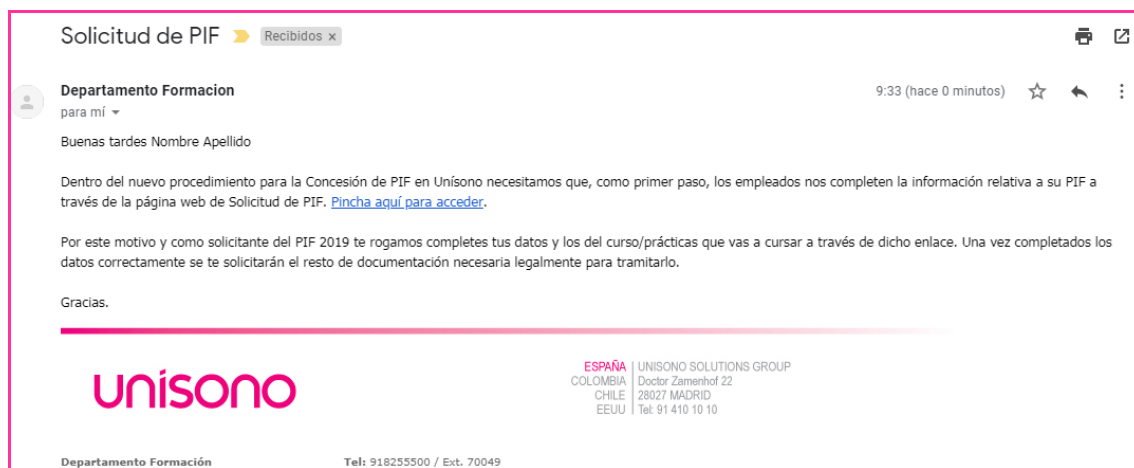 Solicitud de PIF Recibidos x
Departamento Formacion 9:33 (hace 0 minutos)
para mí
Buenas tardes Nombre Apellido
Dentro del nuevo procedimiento para la Concesión de PIF en Unísono necesitamos que, como primer paso, los empleados nos completen la información relativa a su PIF a
través de la página web de Solicitud de PIF. Pincha aquí para acceder.
Por este motivo y como solicitante del PIF 2019 te rogamos completes tus datos y los del curso/prácticas que vas a cursar a través de dicho enlace. Una vez completados los
datos correctamente se te solicitarán el resto de documentación necesaria legalmente para tramitarlo.
Gracias.
unísono
ESPAÑA | UNISONO SOLUTIONS GROUP
COLOMBIA | Doctor Zamenhof 22
CHILE | 28027 MADRID
EEUU | Tel: 91 410 10 10
Departamento Formación Tel: 918255500 / Ext. 70049